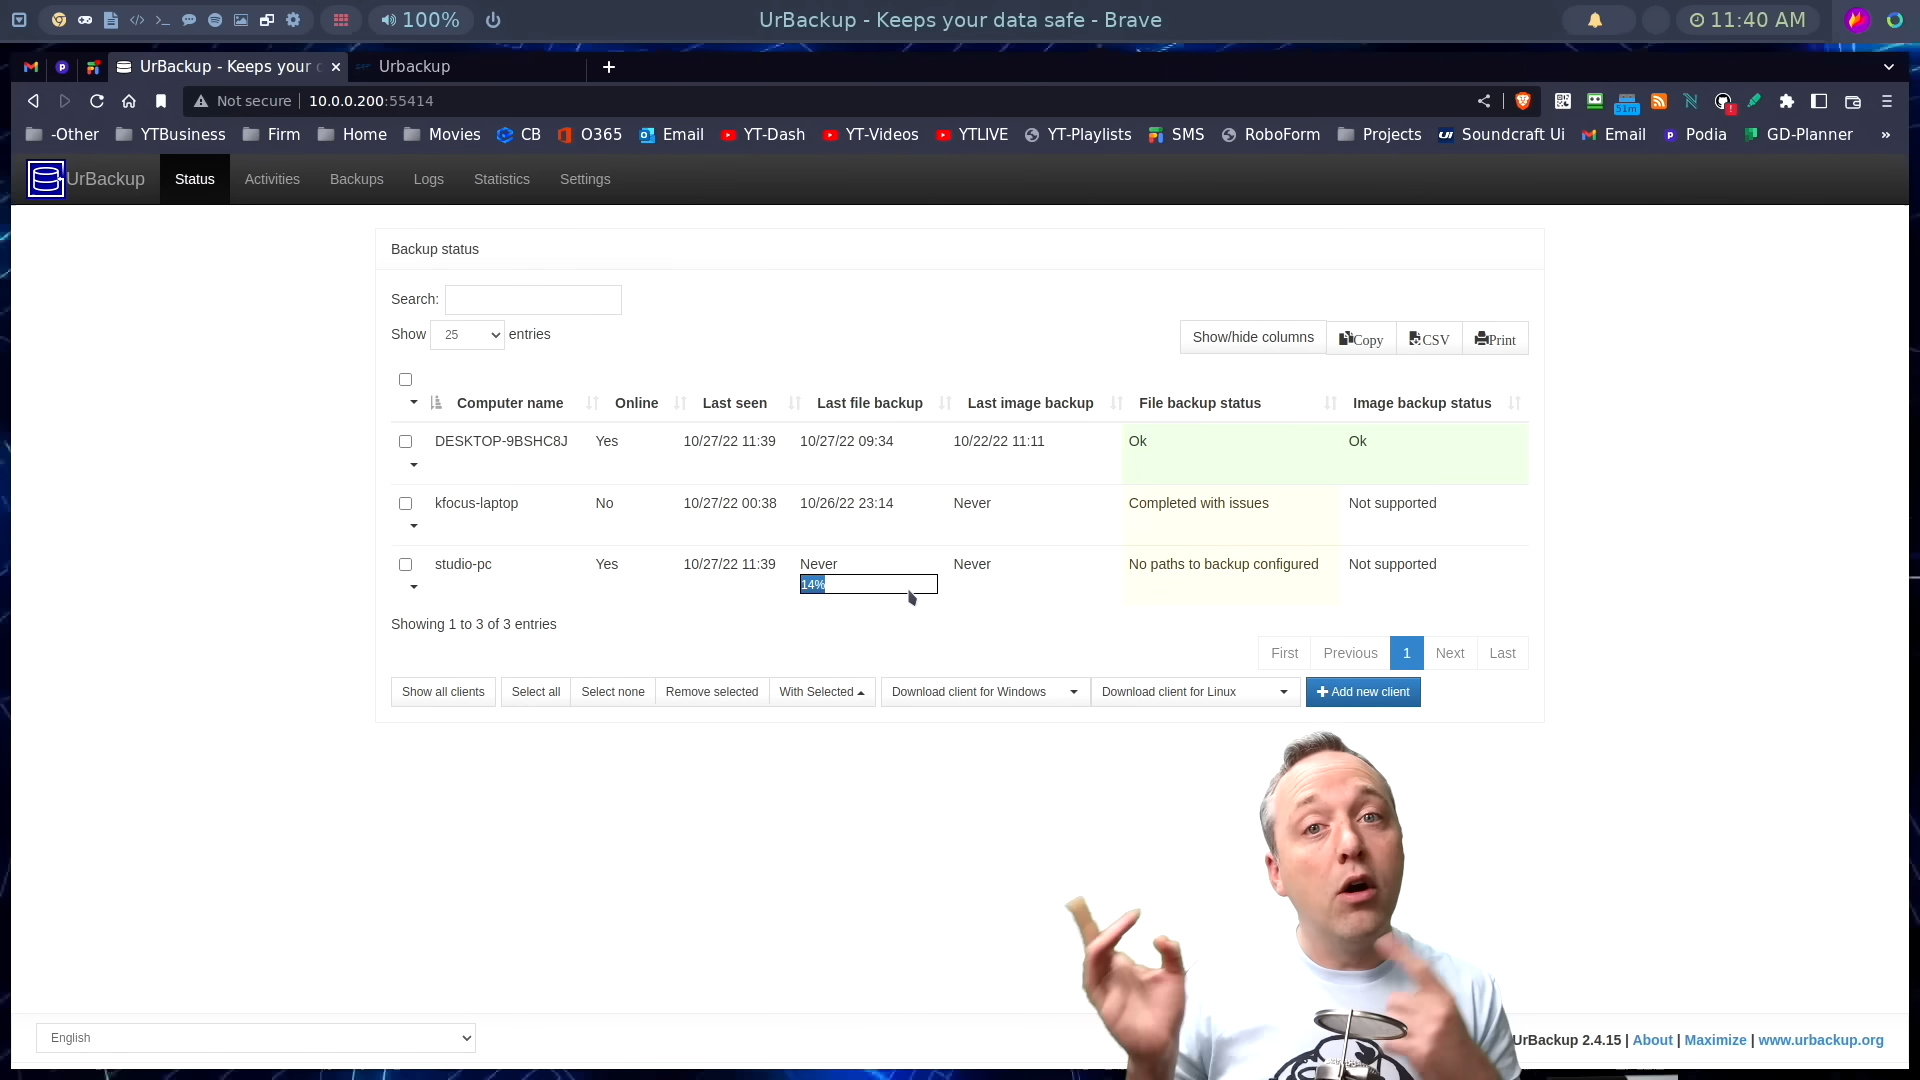 100%
UrBackup - Keeps your data safe - Brave
11:40 AM
UrBackup - Keeps your
Urbackup
Not secure
10.0.0.200:55414
51m
-Other
YTBusiness
Firm
Home
Movies
CB
O365
Email
YT-Dash
YT-Videos
YTLIVE
YT-Playlists
SMS
RoboForm
Projects
Soundcraft Ui
Email
Podia
GD-Planner
»
UrBackup
Status
Activities
Backups
Logs
Statistics
Settings
Backup status
Search:
Show 25 entries
Show/hide columns
Copy
CSV
Print
Computer name Online Last seen Last file backup Last image backup File backup status Image backup status
DESKTOP-9BSHC8J Yes 10/27/22 11:39 10/27/22 09:34 10/22/22 11:11 Ok Ok
kfocus-laptop No 10/27/22 00:38 10/26/22 23:14 Never Completed with issues Not supported
studio-pc Yes 10/27/22 11:39 Never Never No paths to backup configured Not supported
14%
Showing 1 to 3 of 3 entries
First Previous 1 Next Last
Show all clients
Select all
Select none
Remove selected
With Selected
Download client for Windows
Download client for Linux
Add new client
English
UrBackup 2.4.15 | About | Maximize | www.urbackup.org